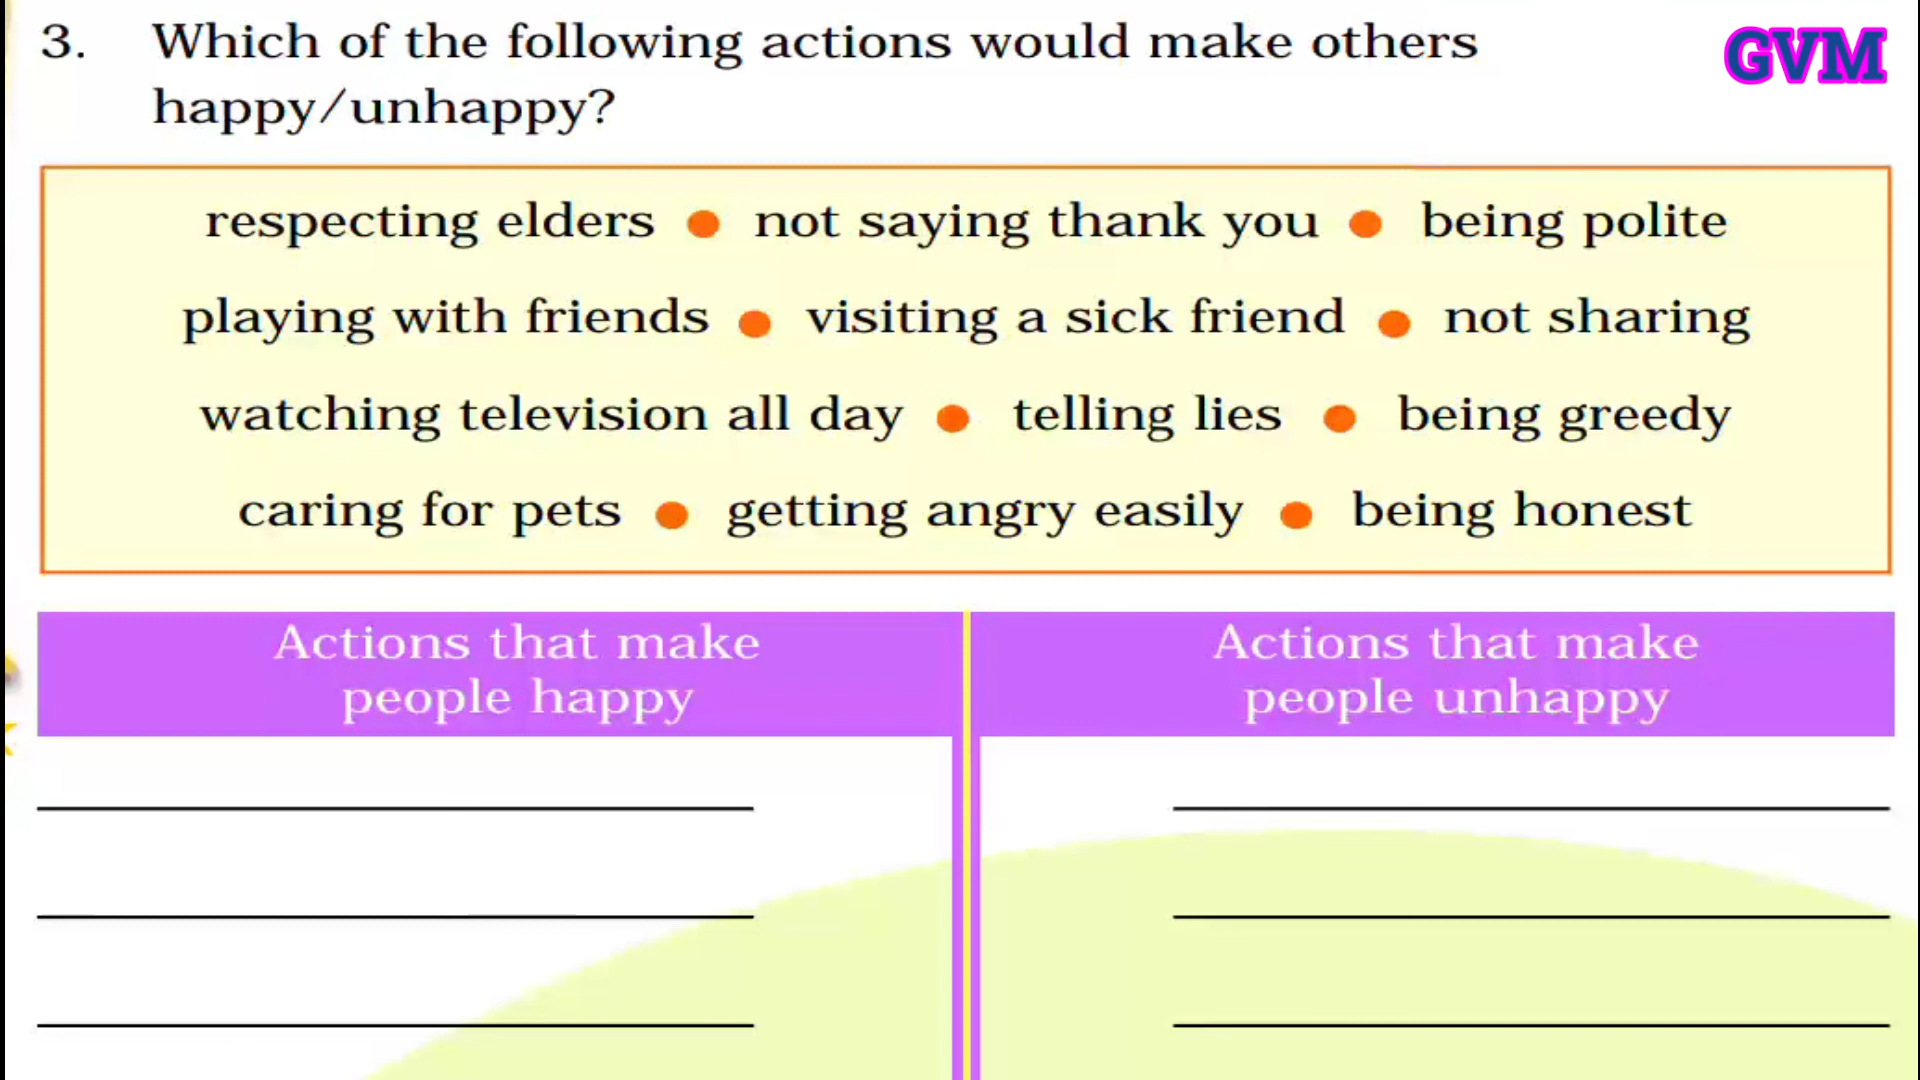 3. Which of the following actions would make others
happy/unhappy?
GVM
respecting elders ● not saying thank you ● being polite
playing with friends ● visiting a sick friend ● not sharing
watching television all day ● telling lies ● being greedy
caring for pets ● getting angry easily ● being honest
Actions that make
people happy
Actions that make
people unhappy